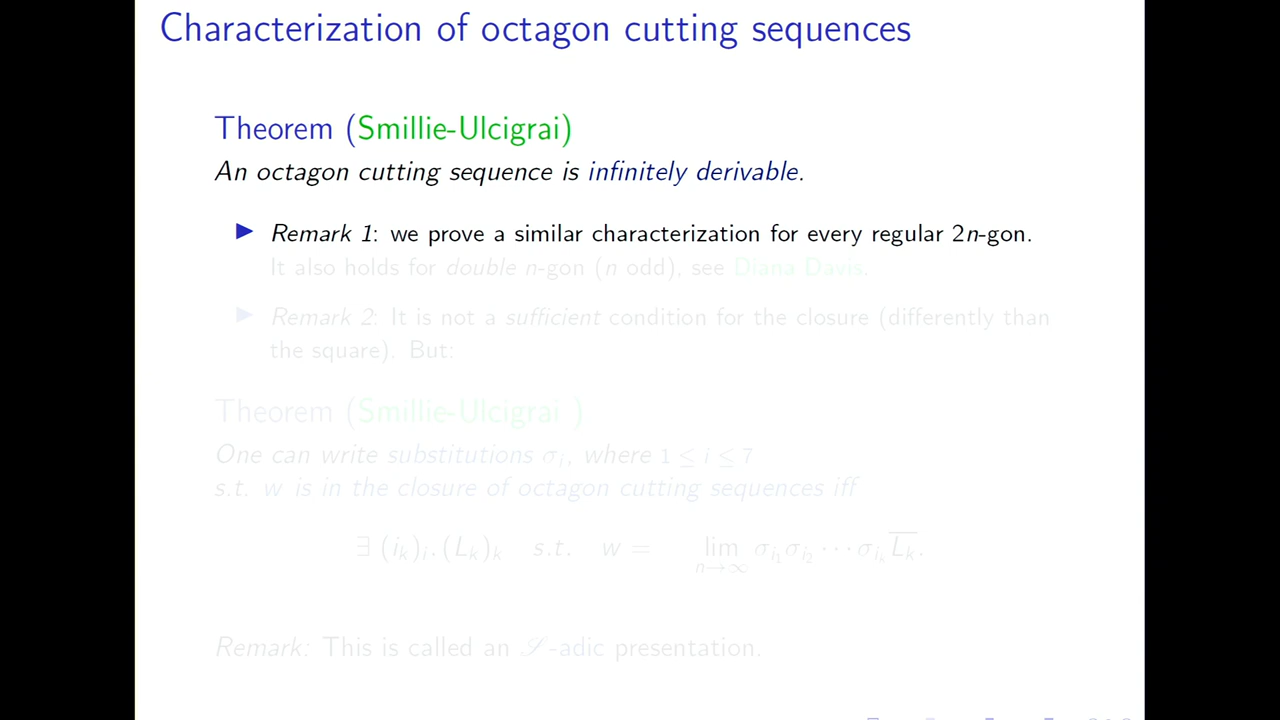 Characterization of octagon cutting sequences
Theorem (Smillie-Ulcigrai)
An octagon cutting sequence is infinitely derivable.
▶ Remark 1: we prove a similar characterization for every regular 2n-gon.
It also holds for double n-gon (n odd), see Diana Davis.
▶ Remark 2: It is not a sufficient condition for the closure (differently than
the square). But:
Theorem (Smillie-Ulcigrai )
One can write substitutions σ_i, where 1 ≤ i ≤ 7
s.t. w is in the closure of octagon cutting sequences iff
∃ (i_k)_i, (L_k)_k s.t. w = lim_{n→∞} σ_{i_1} σ_{i_2} ⋯ σ_{i_k} \overline{L_k}.
Remark: This is called an 𝒮-adic presentation.